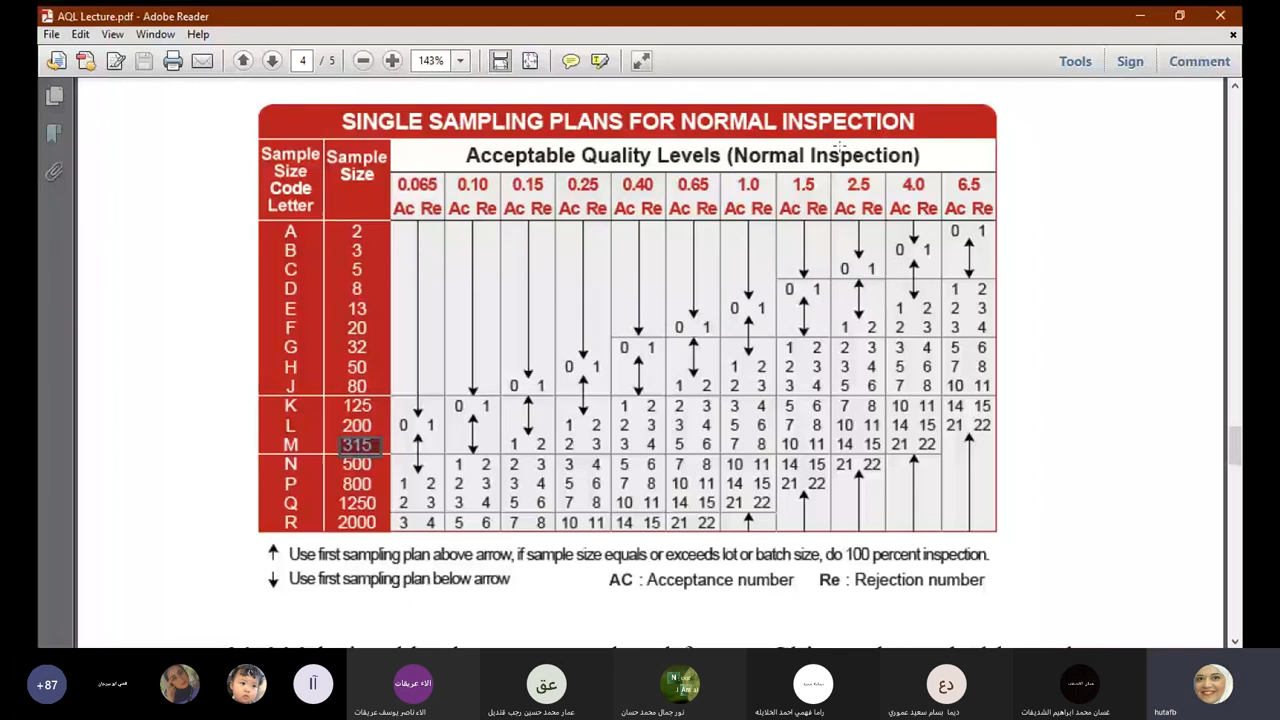 AQL Lecture.pdf - Adobe Reader
File Edit View Window Help
4 / 5 143% Tools Sign Comment
SINGLE SAMPLING PLANS FOR NORMAL INSPECTION
Sample Size Code Letter Sample Size Acceptable Quality Levels (Normal Inspection)
0.065 0.10 0.15 0.25 0.40 0.65 1.0 1.5 2.5 4.0 6.5
Ac Re Ac Re Ac Re Ac Re Ac Re Ac Re Ac Re Ac Re Ac Re Ac Re Ac Re
A 2 0 1
B 3 0 1
C 5 0 1
D 8 0 1 1 2
E 13 0 1 1 2 2 3
F 20 0 1 1 2 2 3 3 4
G 32 0 1 1 2 2 3 3 4 5 6
H 50 0 1 1 2 2 3 5 6 7 8
J 80 0 1 1 2 2 3 3 4 5 6 7 8 10 11
K 125 0 1 1 2 2 3 3 4 5 6 7 8 10 11 14 15
L 200 0 1 1 2 2 3 3 4 5 6 7 8 10 11 14 15 21 22
M 315 1 2 2 3 3 4 5 6 7 8 10 11 14 15 21 22
N 500 1 2 2 3 3 4 5 6 7 8 10 11 14 15 21 22
P 800 1 2 2 3 3 4 5 6 7 8 10 11 14 15 21 22
Q 1250 2 3 3 4 5 6 7 8 10 11 14 15 21 22
R 2000 3 4 5 6 7 8 10 11 14 15 21 22
↑ Use first sampling plan above arrow, if sample size equals or exceeds lot or batch size, do 100 percent inspection.
↓ Use first sampling plan below arrow AC : Acceptance number Re : Rejection number
+87 آآ الاء عريقات عق دع
الاء ناصر يوسف عريقات عمار محمد حسين رجب قنديل نور جمال محمد حسان راما فهمي احمد الخلايله ديما بسام سعيد عموري غسان محمد ابراهيم الشديفات hutafb